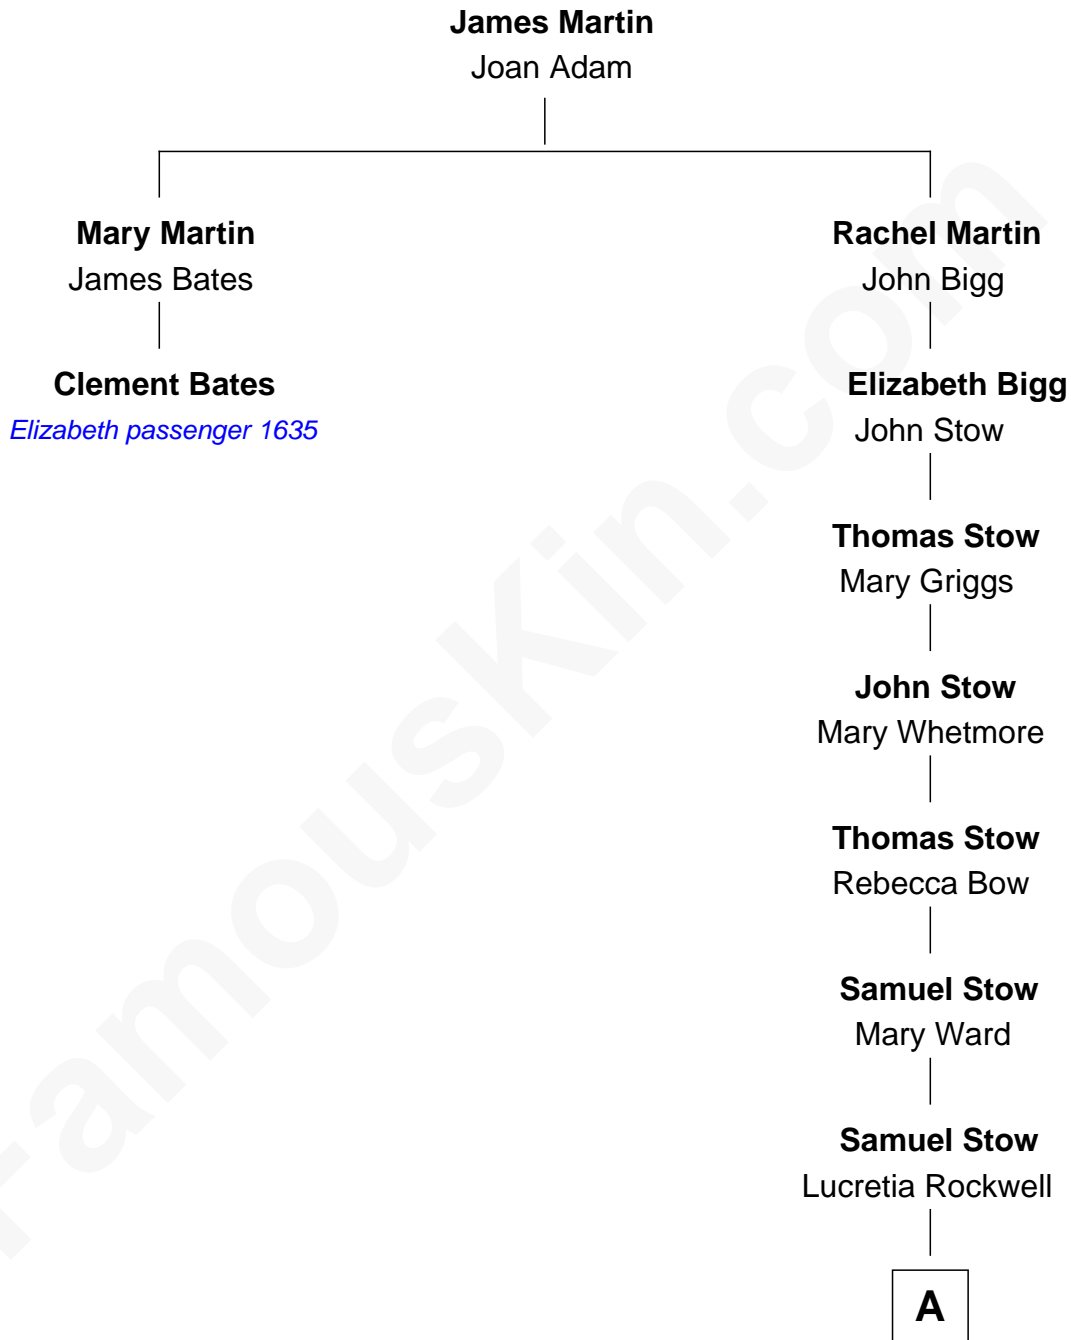 James Martin
Joan Adam
Mary Martin
James Bates
Clement Bates
Elizabeth passenger 1635
Rachel Martin
John Bigg
Elizabeth Bigg
John Stow
Thomas Stow
Mary Griggs
John Stow
Mary Whetmore
Thomas Stow
Rebecca Bow
Samuel Stow
Mary Ward
Samuel Stow
Lucretia Rockwell
A
FamousKin.com